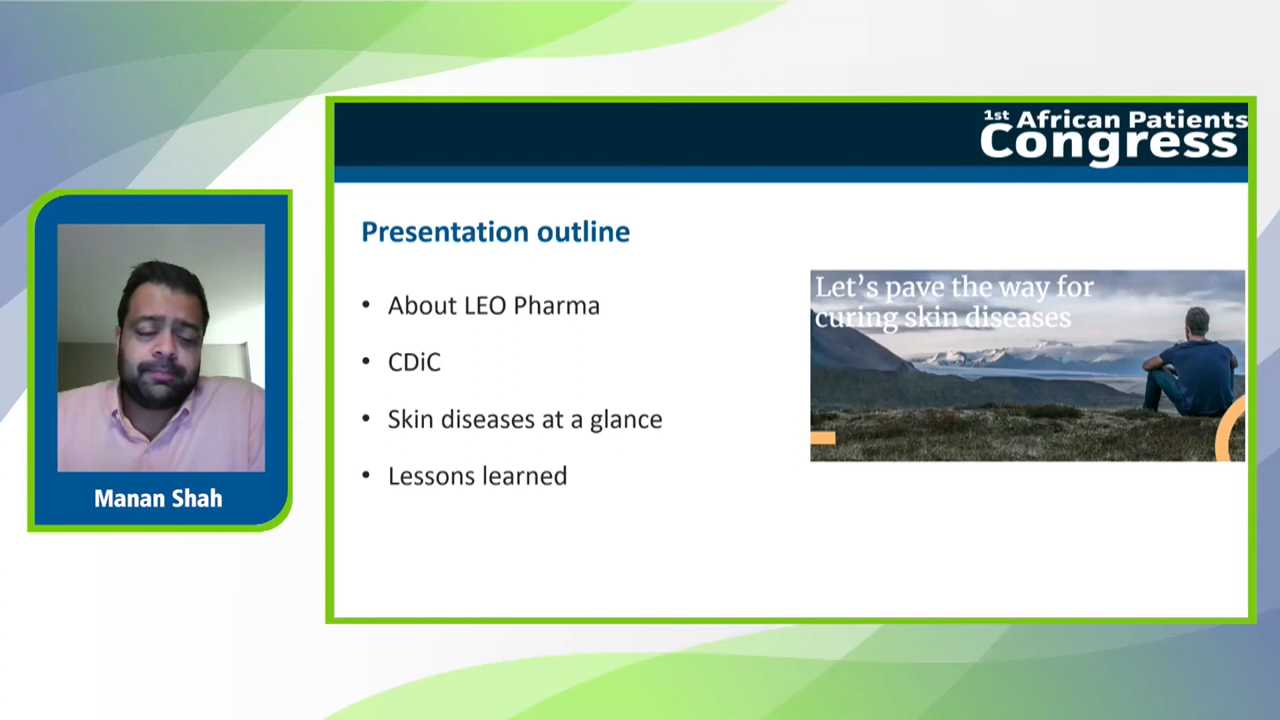 1st African Patients
Congress
Presentation outline
• About LEO Pharma
• CDiC
• Skin diseases at a glance
• Lessons learned
Let's pave the way for
curing skin diseases
Manan Shah